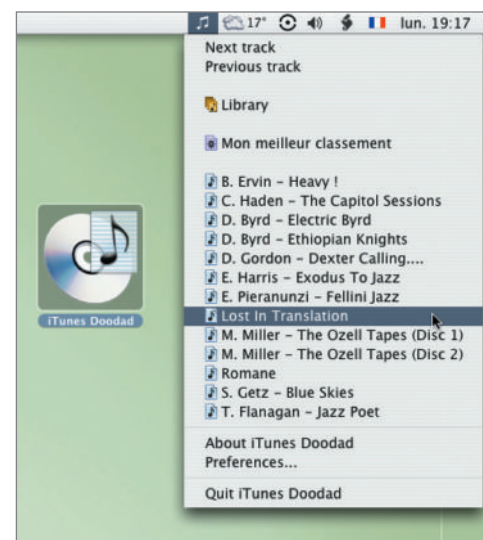 17° lun. 19:17
Next track
Previous track
Library
Mon meilleur classement
B. Ervin – Heavy !
C. Haden – The Capitol Sessions
D. Byrd – Electric Byrd
D. Byrd – Ethiopian Knights
D. Gordon – Dexter Calling....
E. Harris – Exodus To Jazz
E. Pieranunzi – Fellini Jazz
Lost In Translation
M. Miller – The Ozell Tapes (Disc 1)
M. Miller – The Ozell Tapes (Disc 2)
Romane
S. Getz – Blue Skies
T. Flanagan – Jazz Poet
About iTunes Doodad
Preferences...
Quit iTunes Doodad
iTunes Doodad